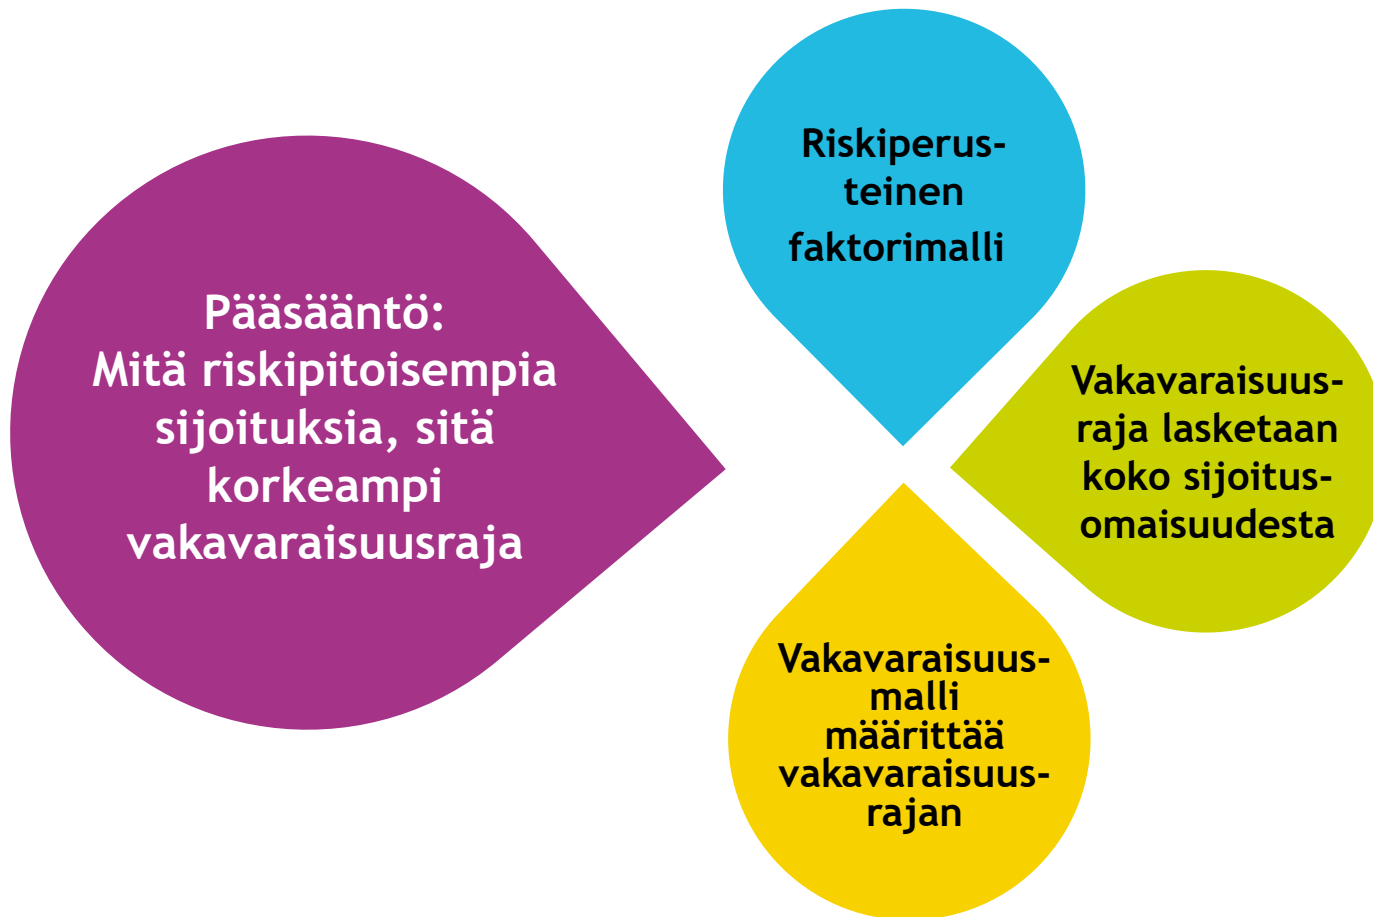 Pääsääntö:
Mitä riskipitoisempia
sijoituksia, sitä
korkeampi
vakavaraisuusraja
Riskiperus-
teinen
faktorimalli
Vakavaraisuus-
raja lasketaan
koko sijoitus-
omaisuudesta
Vakavaraisuus-
malli
määrittää
vakavaraisuus-
rajan